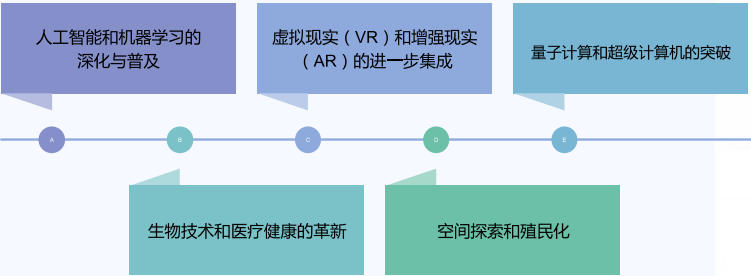 人工智能和机器学习的
深化与普及
虚拟现实（VR）和增强现实
（AR）的进一步集成
量子计算和超级计算机的突破
A
B
C
D
E
生物技术和医疗健康的革新
空间探索和殖民化